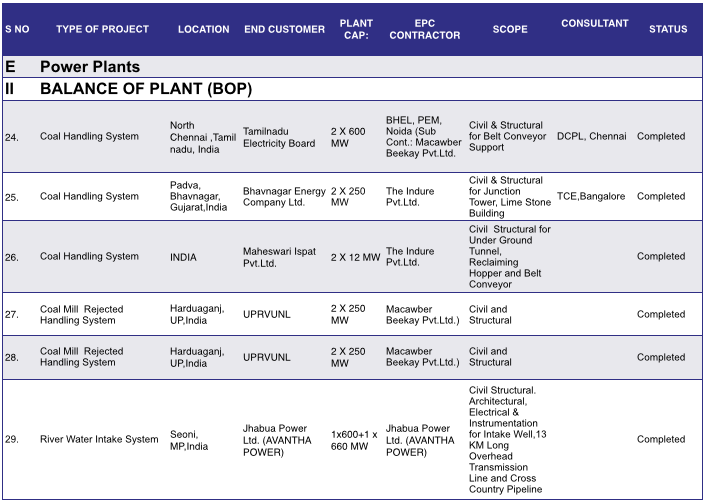 S NO TYPE OF PROJECT LOCATION END CUSTOMER PLANT CAP: EPC CONTRACTOR SCOPE CONSULTANT STATUS
E Power Plants
II BALANCE OF PLANT (BOP)
24.
Coal Handling System
North
Chennai ,Tamil
nadu, India
Tamilnadu
Electricity Board
2 X 600
MW
BHEL, PEM,
Noida (Sub
Cont.: Macawber
Beekay Pvt.Ltd.
Civil & Structural
for Belt Conveyor
Support
DCPL, Chennai
Completed
25.
Coal Handling System
Padva,
Bhavnagar,
Gujarat,India
Bhavnagar Energy
Company Ltd.
2 X 250
MW
The Indure
Pvt.Ltd.
Civil & Structural
for Junction
Tower, Lime Stone
Building
TCE,Bangalore
Completed
26.
Coal Handling System
INDIA
Maheswari Ispat
Pvt.Ltd.
2 X 12 MW
The Indure
Pvt.Ltd.
Civil Structural for
Under Ground
Tunnel,
Reclaiming
Hopper and Belt
Conveyor
Completed
27.
Coal Mill Rejected
Handling System
Harduaganj,
UP,India
UPRVUNL
2 X 250
MW
Macawber
Beekay Pvt.Ltd.)
Civil and
Structural
Completed
28.
Coal Mill Rejected
Handling System
Harduaganj,
UP,India
UPRVUNL
2 X 250
MW
Macawber
Beekay Pvt.Ltd.)
Civil and
Structural
Completed
29.
River Water Intake System
Seoni,
MP,India
Jhabua Power
Ltd. (AVANTHA
POWER)
1x600+1 x
660 MW
Jhabua Power
Ltd. (AVANTHA
POWER)
Civil Structural.
Architectural,
Electrical &
Instrumentation
for Intake Well,13
KM Long
Overhead
Transmission
Line and Cross
Country Pipeline
Completed